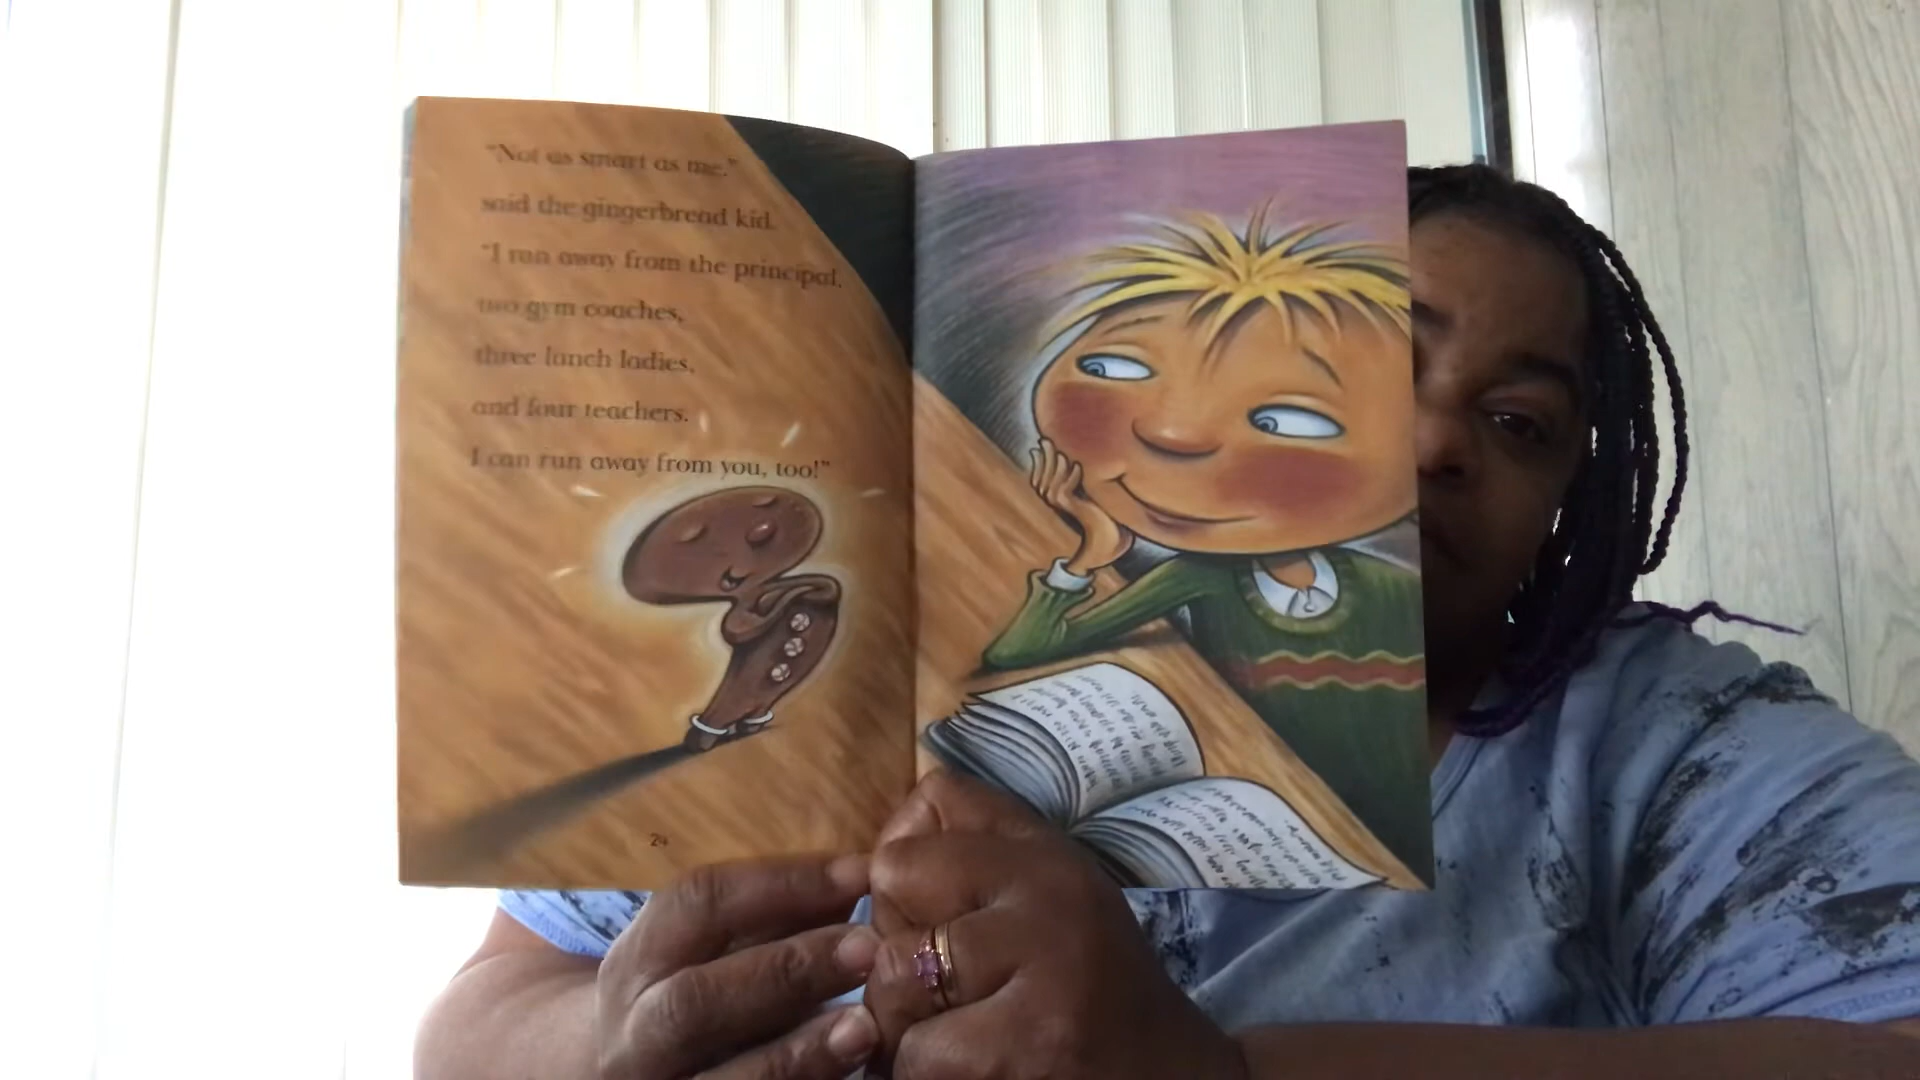 "Not as smart as me."
said the gingerbread kid.
"I ran away from the principal,
two gym coaches,
three lunch ladies,
and four teachers.
I can run away from you, too!"
24